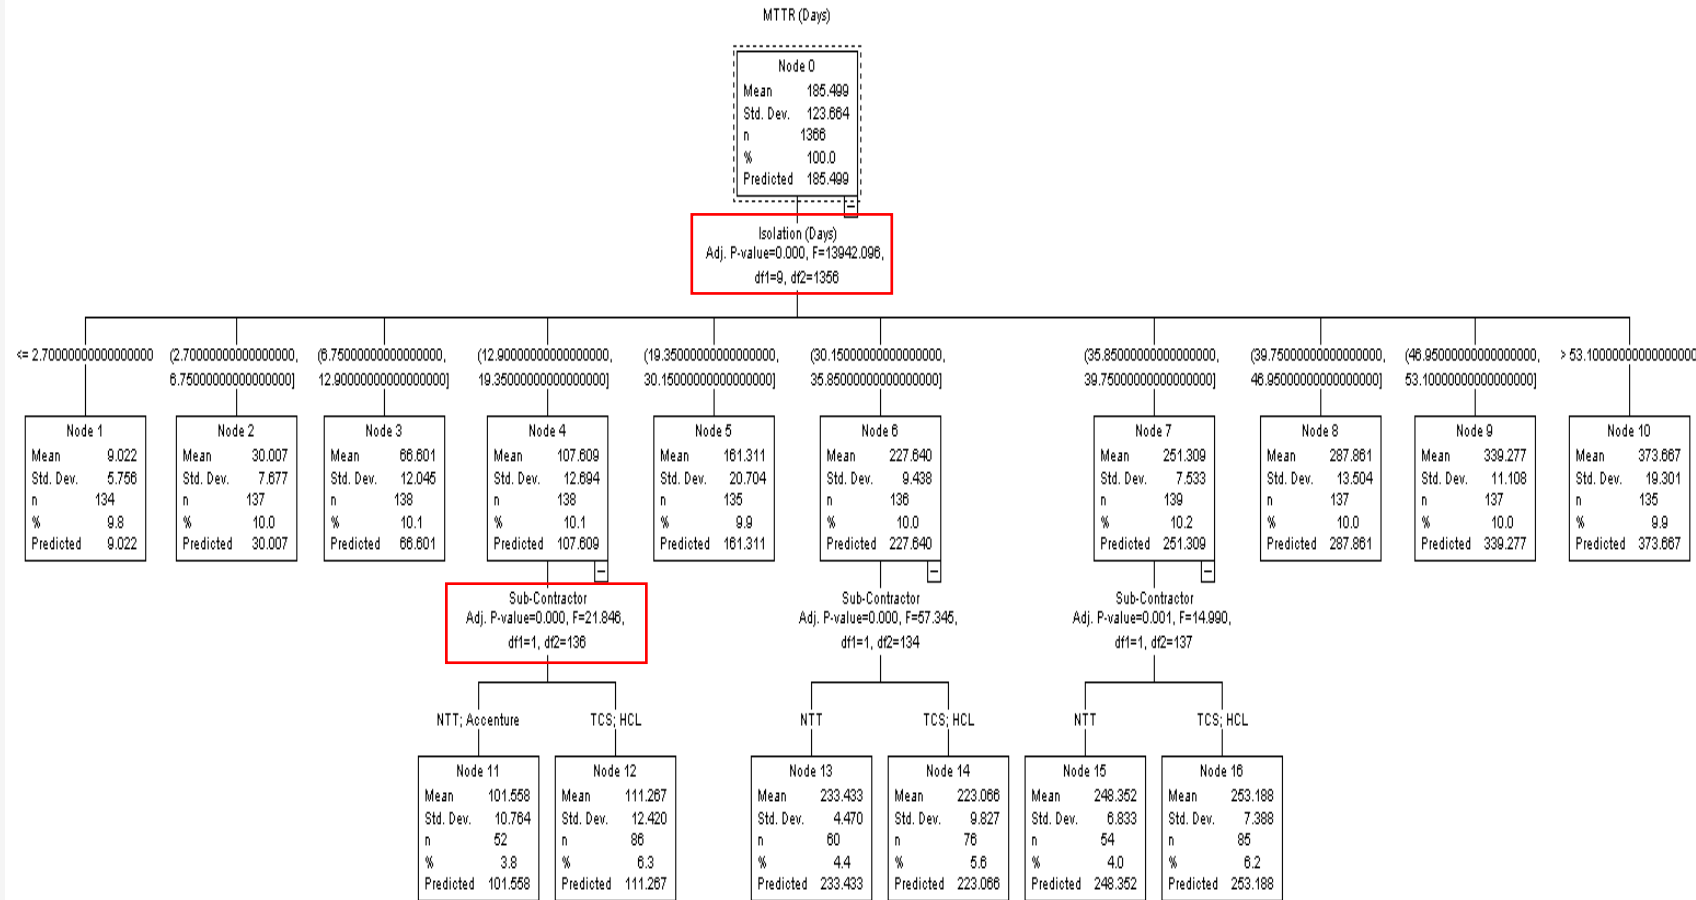 MTTR (Days)
Node 0
Mean 185.499
Std. Dev. 123.664
n 1366
% 100.0
Predicted 185.499
Isolation (Days)
Adj. P-value=0.000, F=13942.096,
df1=9, df2=1356
<= 2.70000000000000000
(2.70000000000000000,
6.75000000000000000]
(6.75000000000000000,
12.90000000000000000]
(12.90000000000000000,
19.35000000000000000]
(19.35000000000000000,
30.15000000000000000]
(30.15000000000000000,
35.85000000000000000]
(35.85000000000000000,
39.75000000000000000]
(39.75000000000000000,
46.95000000000000000]
(46.95000000000000000,
53.10000000000000000]
> 53.10000000000000000
Node 1
Mean 9.022
Std. Dev. 5.756
n 134
% 9.8
Predicted 9.022
Node 2
Mean 30.007
Std. Dev. 7.677
n 137
% 10.0
Predicted 30.007
Node 3
Mean 66.601
Std. Dev. 12.045
n 138
% 10.1
Predicted 66.601
Node 4
Mean 107.609
Std. Dev. 12.694
n 138
% 10.1
Predicted 107.609
Node 5
Mean 161.311
Std. Dev. 20.704
n 135
% 9.9
Predicted 161.311
Node 6
Mean 227.640
Std. Dev. 9.438
n 136
% 10.0
Predicted 227.640
Node 7
Mean 251.309
Std. Dev. 7.533
n 139
% 10.2
Predicted 251.309
Node 8
Mean 287.861
Std. Dev. 13.504
n 137
% 10.0
Predicted 287.861
Node 9
Mean 339.277
Std. Dev. 11.108
n 137
% 10.0
Predicted 339.277
Node 10
Mean 373.667
Std. Dev. 19.301
n 135
% 9.9
Predicted 373.667
Sub-Contractor
Adj. P-value=0.000, F=21.846,
df1=1, df2=136
Sub-Contractor
Adj. P-value=0.000, F=57.345,
df1=1, df2=134
Sub-Contractor
Adj. P-value=0.001, F=14.990,
df1=1, df2=137
NTT; Accenture
TCS; HCL
NTT
TCS; HCL
NTT
TCS; HCL
Node 11
Mean 101.558
Std. Dev. 10.764
n 52
% 3.8
Predicted 101.558
Node 12
Mean 111.267
Std. Dev. 12.420
n 86
% 6.3
Predicted 111.267
Node 13
Mean 233.433
Std. Dev. 4.470
n 60
% 4.4
Predicted 233.433
Node 14
Mean 223.066
Std. Dev. 9.827
n 76
% 5.6
Predicted 223.066
Node 15
Mean 248.352
Std. Dev. 6.833
n 54
% 4.0
Predicted 248.352
Node 16
Mean 253.188
Std. Dev. 7.388
n 85
% 6.2
Predicted 253.188